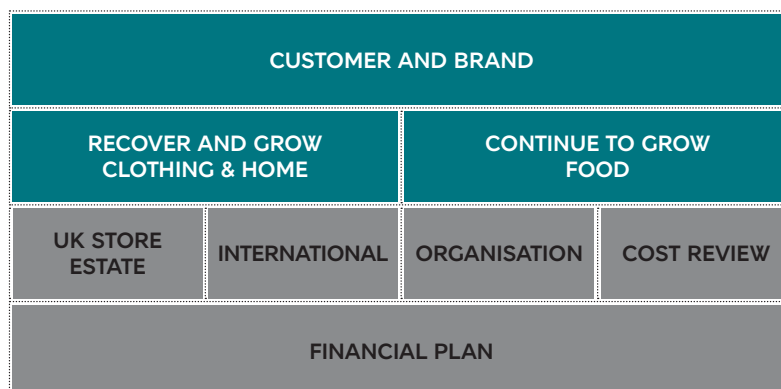 CUSTOMER AND BRAND
RECOVER AND GROW
CLOTHING & HOME
CONTINUE TO GROW
FOOD
UK STORE
ESTATE
INTERNATIONAL
ORGANISATION
COST REVIEW
FINANCIAL PLAN